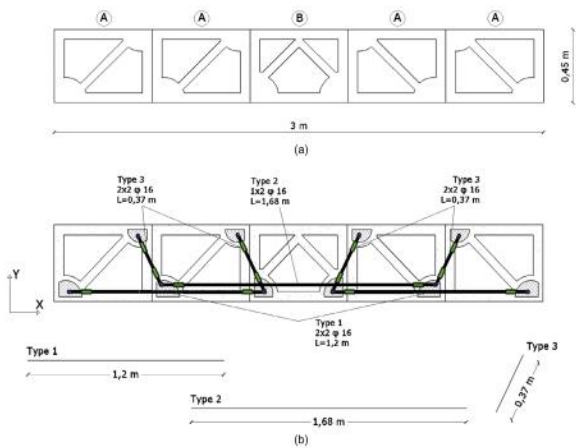 A A B A A
0,45 m
3 m
(a)
Type 3
2x2 φ 16
L=0,37 m
Type 2
1x2 φ 16
L=1,68 m
Type 3
2x2 φ 16
L=0,37 m
Y
X
Type 1
2x2 φ 16
L=1,2 m
Type 1
1,2 m
Type 2
1,68 m
Type 3
0,37 m
(b)